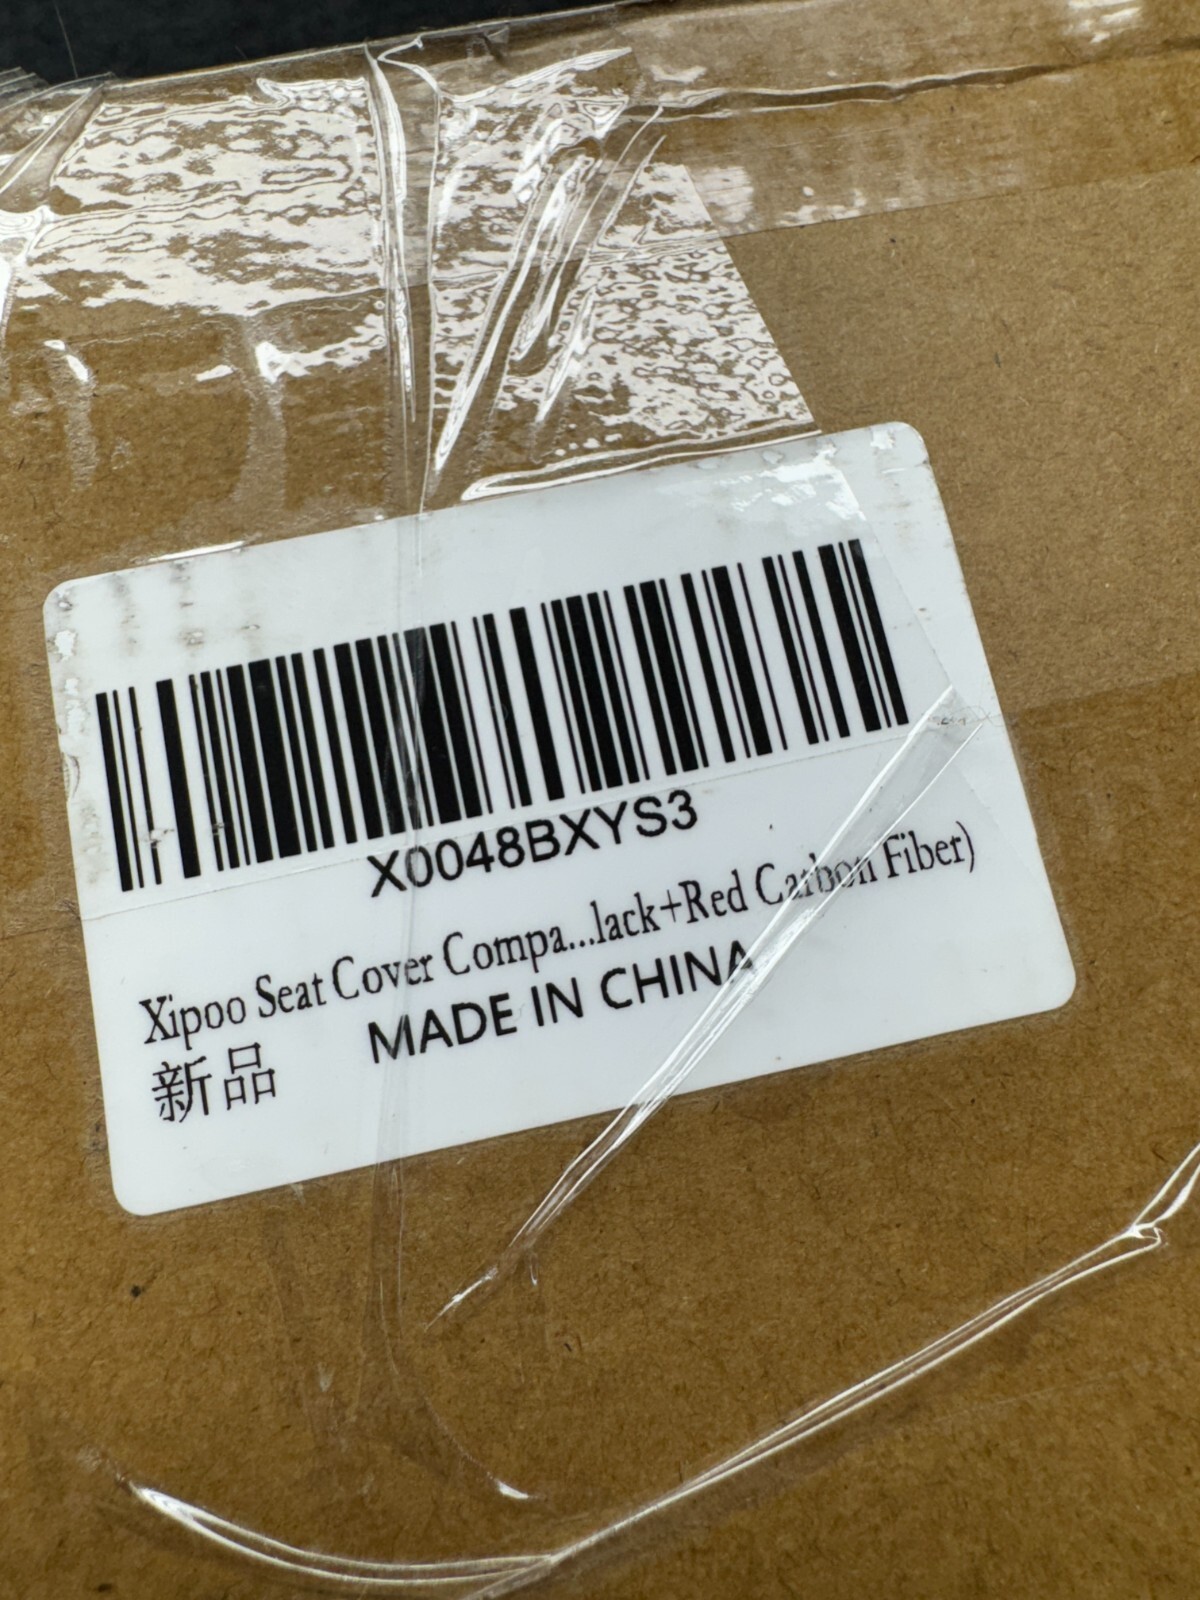 X0048BXYS3
Xipoo Seat Cover Compa...lack+Red Carbon Fiber)
新品 MADE IN CHINA